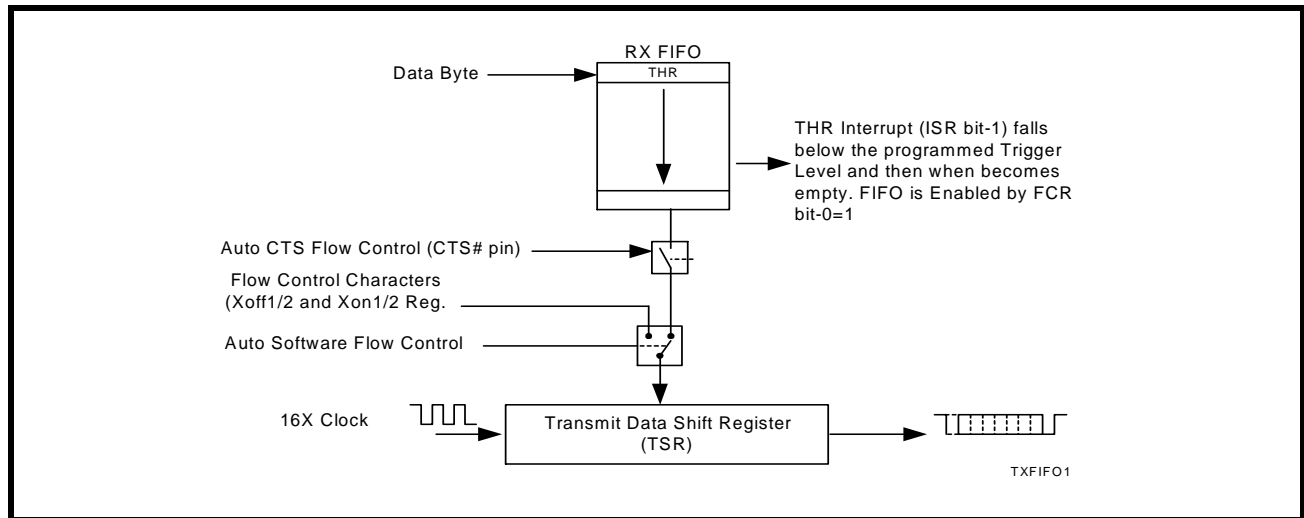 RX FIFO
THR
Data Byte
THR Interrupt (ISR bit-1) falls
below the programmed Trigger
Level and then when becomes
empty. FIFO is Enabled by FCR
bit-0=1
Auto CTS Flow Control (CTS# pin)
Flow Control Characters
(Xoff1/2 and Xon1/2 Reg.
Auto Software Flow Control
16X Clock
Transmit Data Shift Register
(TSR)
TXFIFO1